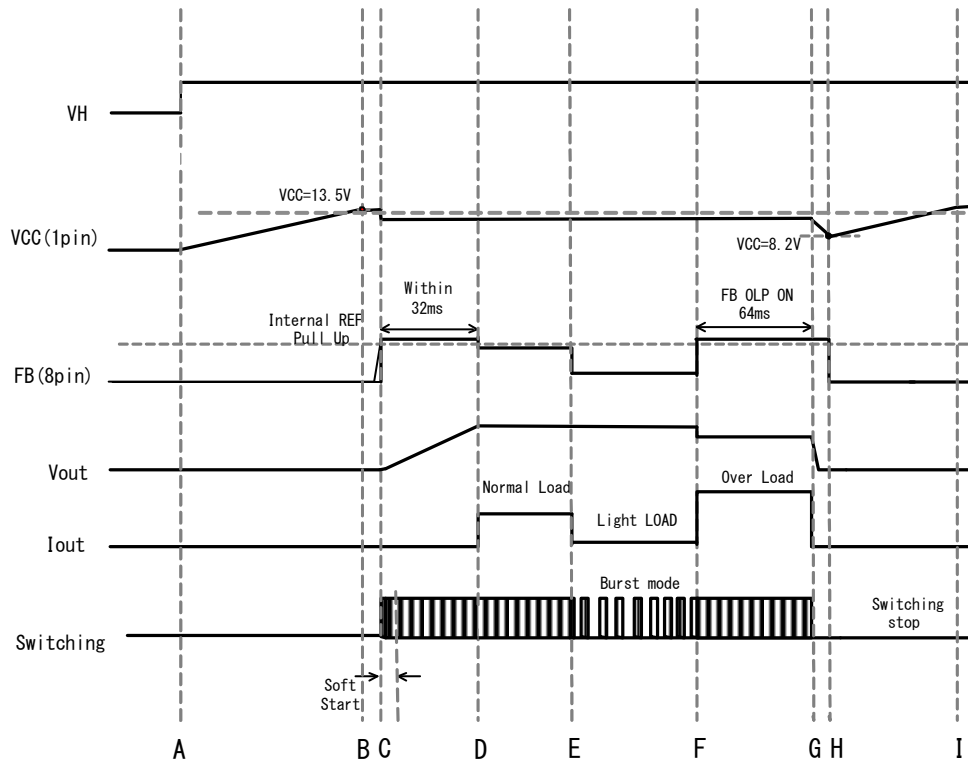 VH
VCC=13.5V
VCC(1pin)
VCC=8.2V
Within
32ms
FB OLP ON
64ms
Internal REF
Pull Up
FB(8pin)
Vout
Normal Load
Over Load
Light LOAD
Iout
Burst mode
Switching
stop
Switching
Soft
Start
A B C D E F G H I